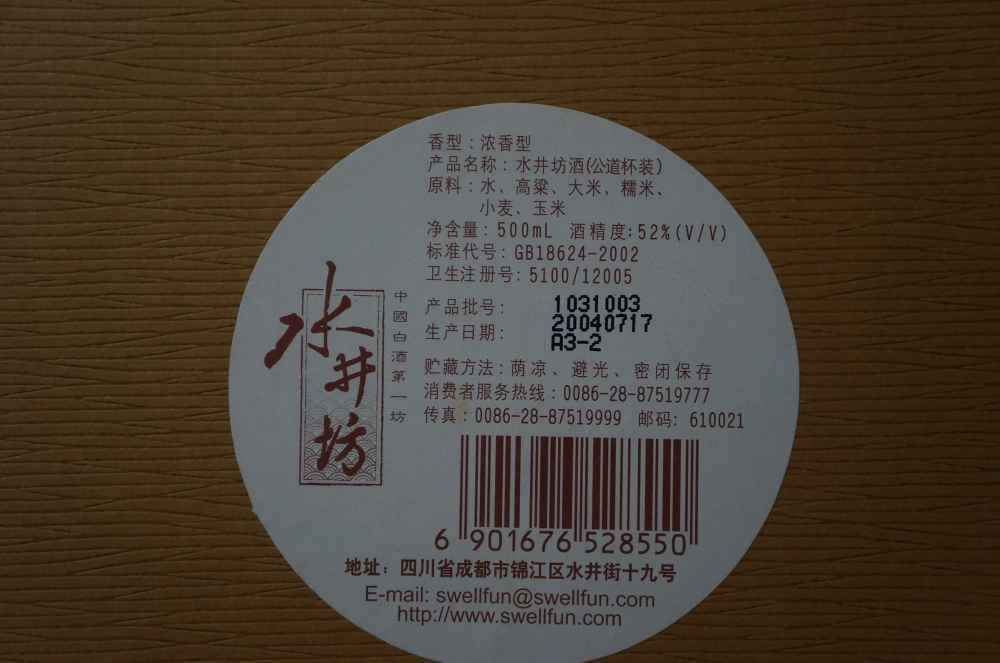 香型：浓香型
产品名称：水井坊酒(公道杯装)
原料：水、高粱、大米、糯米、
小麦、玉米
净含量：500mL 酒精度:52%(V/V)
标准代号：GB18624-2002
卫生注册号：5100/12005
产品批号： 1031003
生产日期： 20040717
A3-2
贮藏方法：荫凉、避光、密闭保存
消费者服务热线：0086-28-87519777
传真：0086-28-87519999 邮码：610021
水井坊
中國白酒第一坊
6 901676 528550
地址：四川省成都市锦江区水井街十九号
E-mail: swellfun@swellfun.com
http://www.swellfun.com